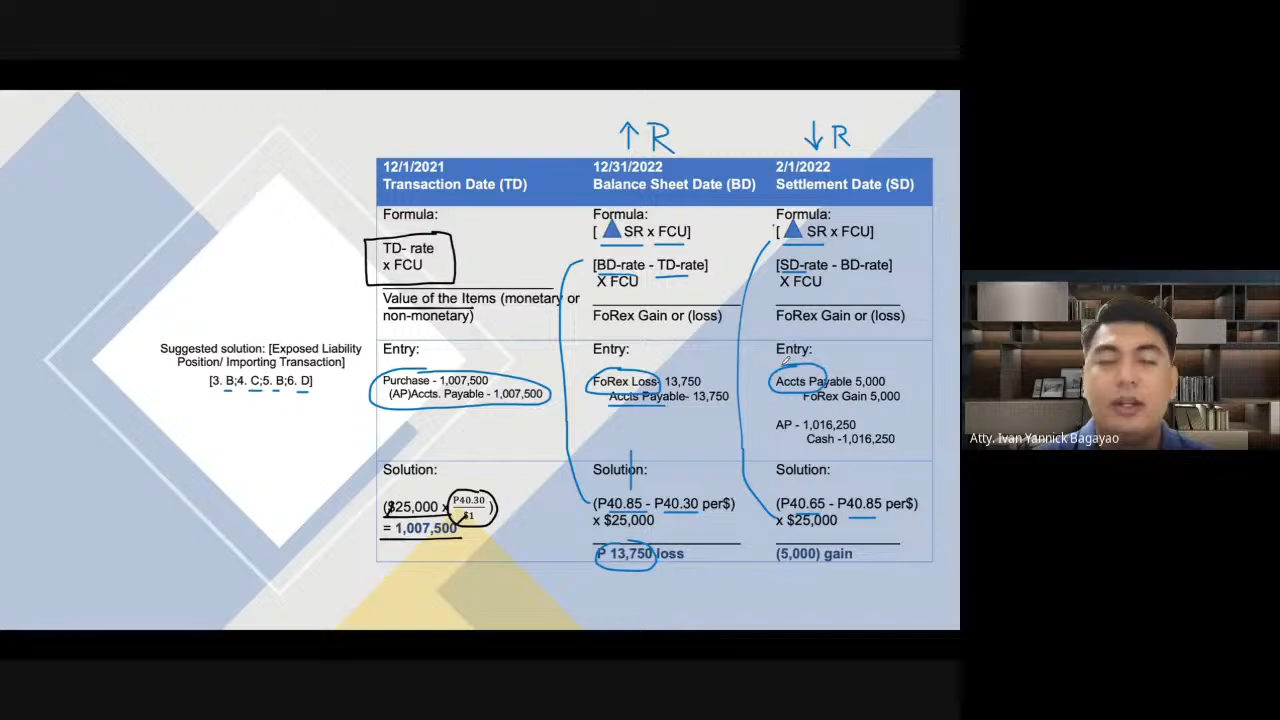 ↑ R
↓ R
12/1/2021
Transaction Date (TD)
12/31/2022
Balance Sheet Date (BD)
2/1/2022
Settlement Date (SD)
Formula:
TD- rate
x FCU
Value of the Items (monetary or
non-monetary)
Formula:
[ ▲SR x FCU]
[BD-rate - TD-rate]
X FCU
FoRex Gain or (loss)
Formula:
[ ▲SR x FCU]
[SD-rate - BD-rate]
X FCU
FoRex Gain or (loss)
Suggested solution: [Exposed Liability
Position/ Importing Transaction]
[3. B;4. C;5. B;6. D]
Entry:
Purchase - 1,007,500
(AP)Accts. Payable - 1,007,500
Entry:
FoRex Loss- 13,750
Accts Payable- 13,750
Entry:
Accts Payable 5,000
FoRex Gain 5,000
AP - 1,016,250
Cash -1,016,250
Solution:
($25,000 x P40.30/$1 )
= 1,007,500
Solution:
(P40.85 - P40.30 per$)
x $25,000
P 13,750 loss
Solution:
(P40.65 - P40.85 per$)
x $25,000
(5,000) gain
Atty. Ivan Yannick Bagayao